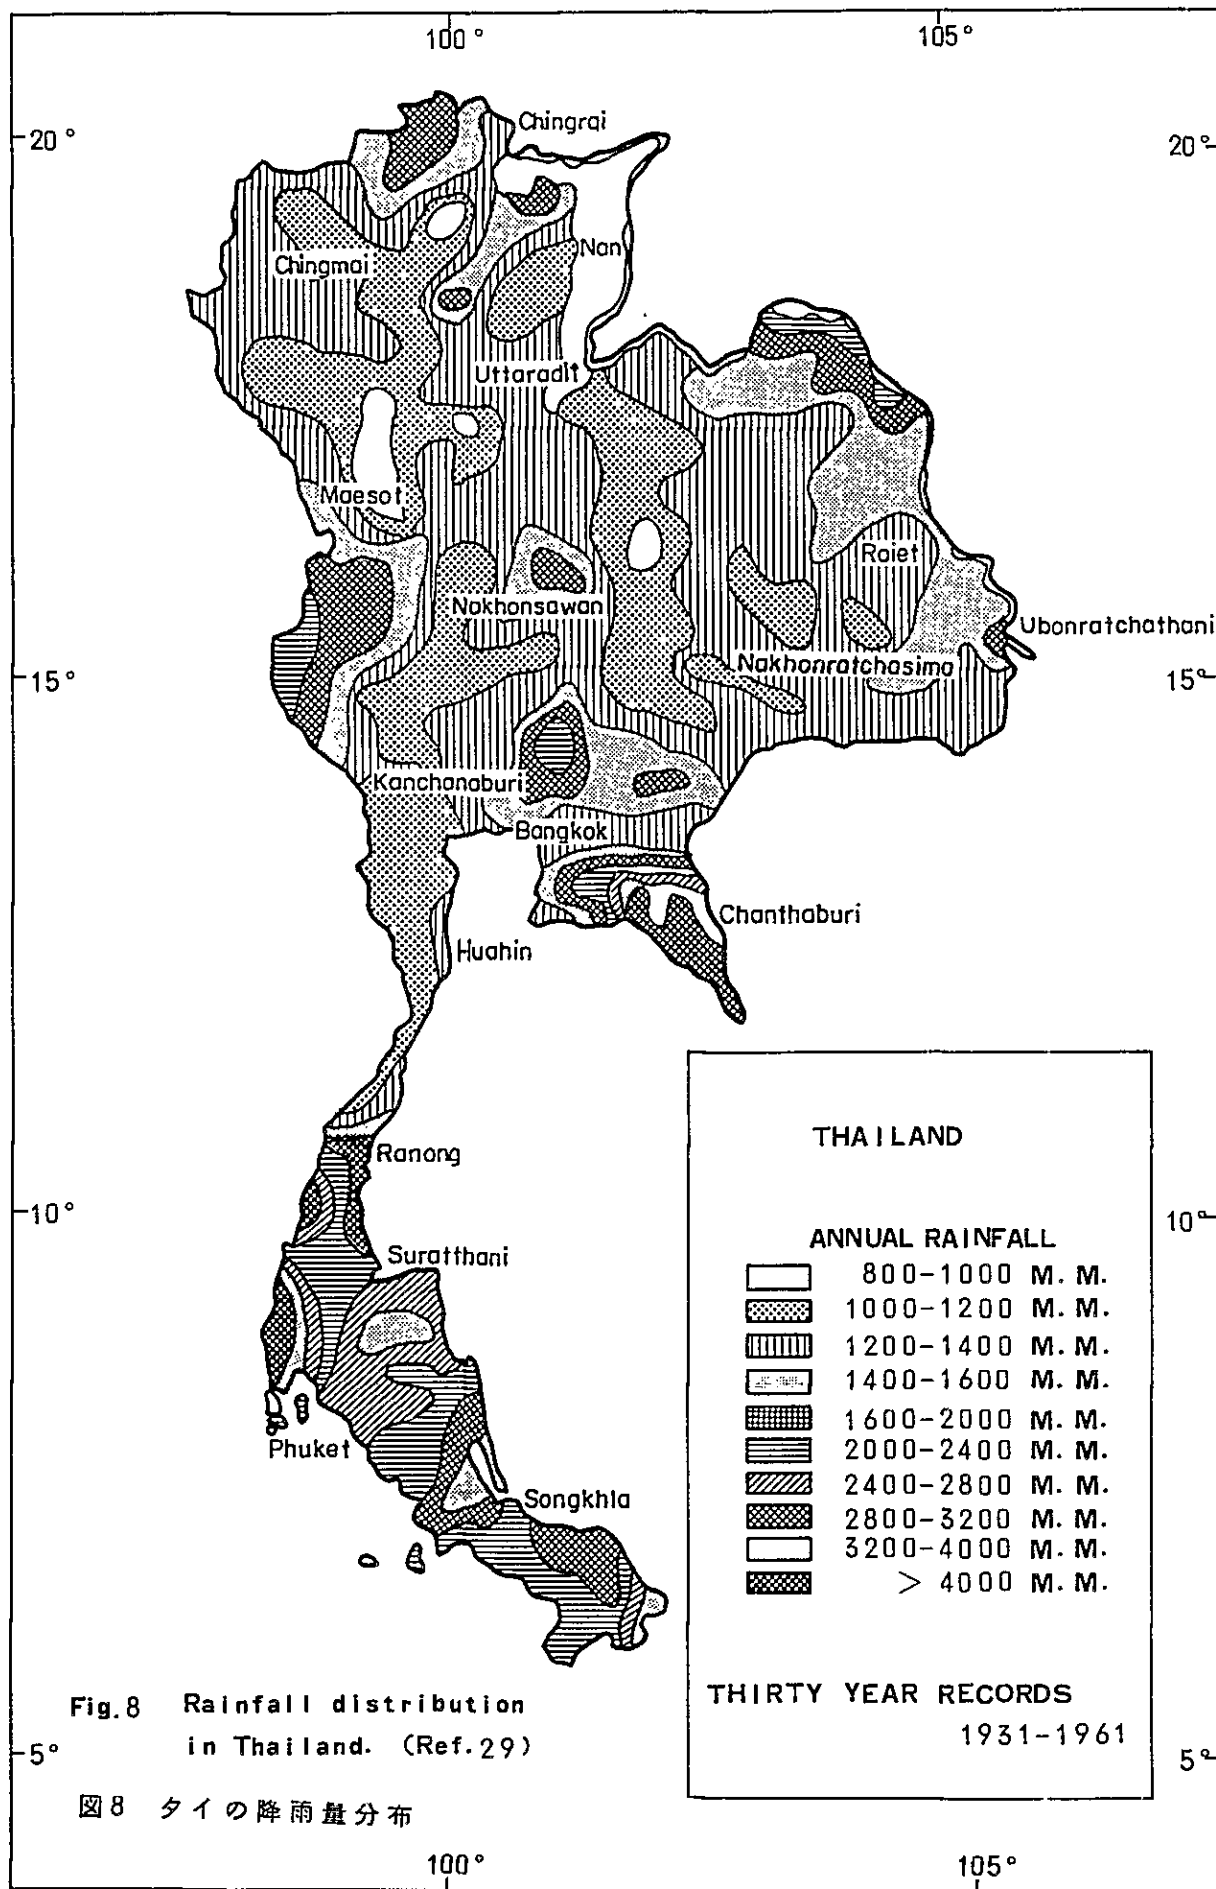 100° 105°
20° 20°
Chingrai
Chingmai
Nan
Uttaradit
Maesot
Roiet
Nakhonsawan
Ubonratchathani
Nakhonratchasima
15° 15°
Kanchanaburi
Bangkok
Chanthaburi
Huahin
Ranong
10° 10°
Suratthani
Phuket
Songkhla
THAILAND
ANNUAL RAINFALL
800-1000 M. M.
1000-1200 M. M.
1200-1400 M. M.
1400-1600 M. M.
1600-2000 M. M.
2000-2400 M. M.
2400-2800 M. M.
2800-3200 M. M.
3200-4000 M. M.
> 4000 M. M.
THIRTY YEAR RECORDS
1931-1961
Fig. 8 Rainfall distribution
in Thailand. (Ref. 29)
5° 5°
図8 タイの降雨量分布
100° 105°